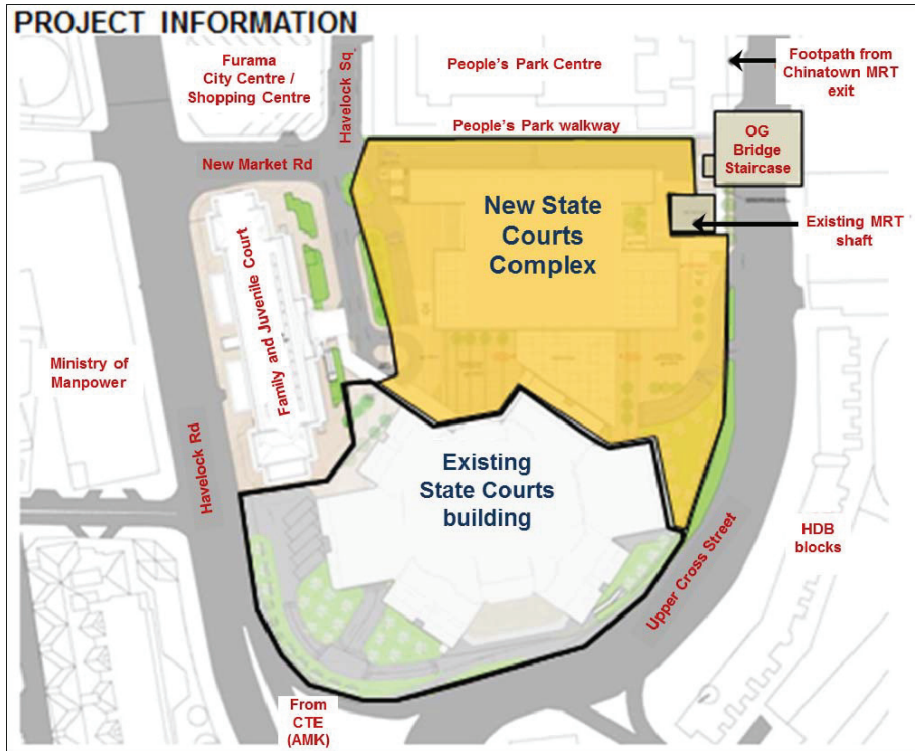 PROJECT INFORMATION
Furama
City Centre /
Shopping Centre
Havelock Sq.
People's Park Centre
Footpath from
Chinatown MRT
exit
People's Park walkway
OG
Bridge
Staircase
New Market Rd
New State
Courts
Complex
Existing MRT
shaft
Family and Juvenile Court
Ministry of
Manpower
Havelock Rd
Existing
State Courts
building
HDB
blocks
Upper Cross Street
From
CTE
(AMK)